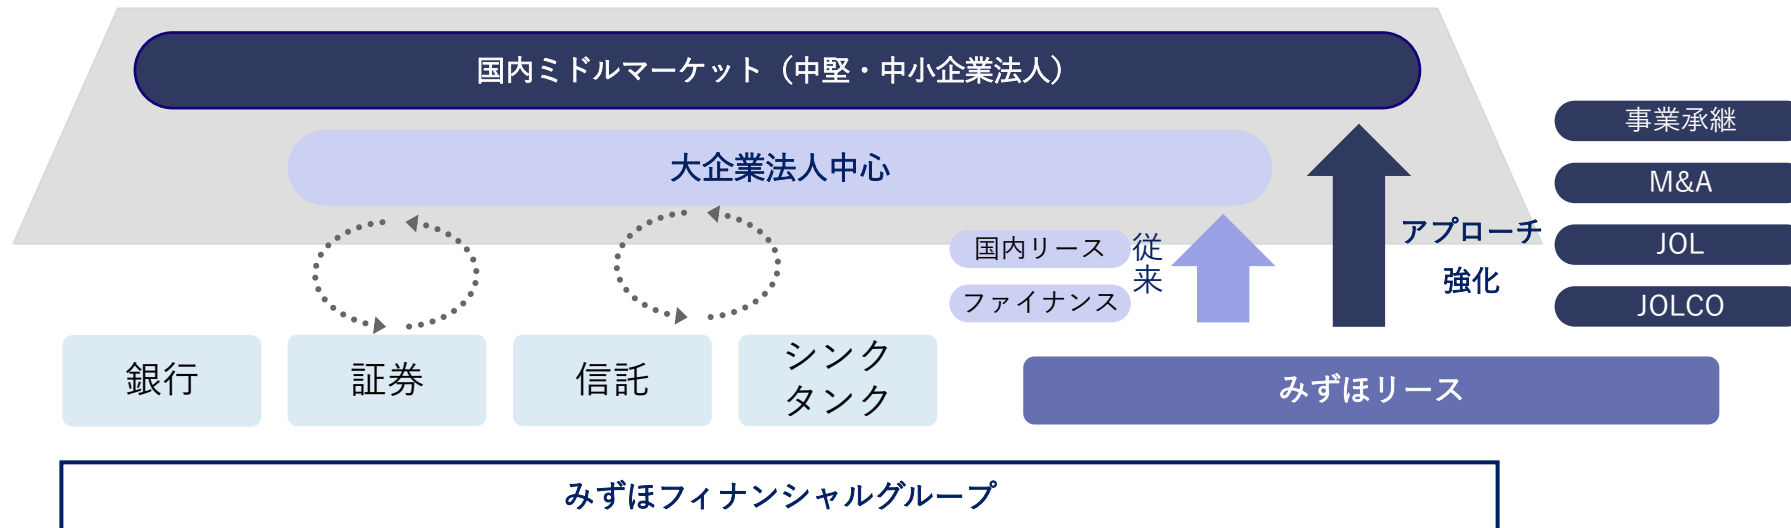 国内ミドルマーケット（中堅・中小企業法人）
大企業法人中心
国内リース
ファイナンス
従来
アプローチ
強化
事業承継
M&A
JOL
JOLCO
銀行
証券
信託
シンク
タンク
みずほリース
みずほフィナンシャルグループ